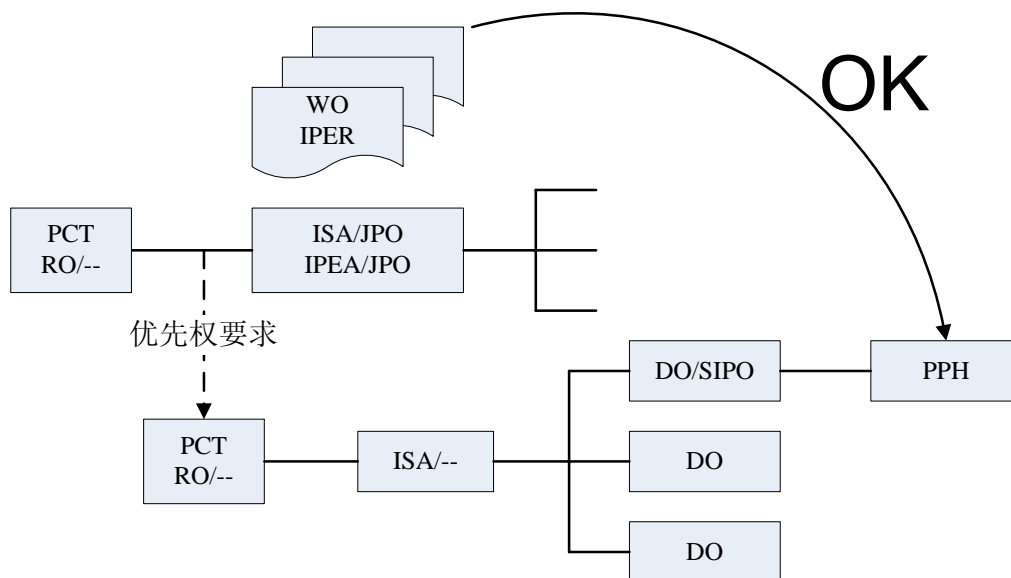 OK
WO
IPER
PCT
RO/--
ISA/JPO
IPEA/JPO
优先权要求
DO/SIPO
PPH
PCT
RO/--
ISA/--
DO
DO